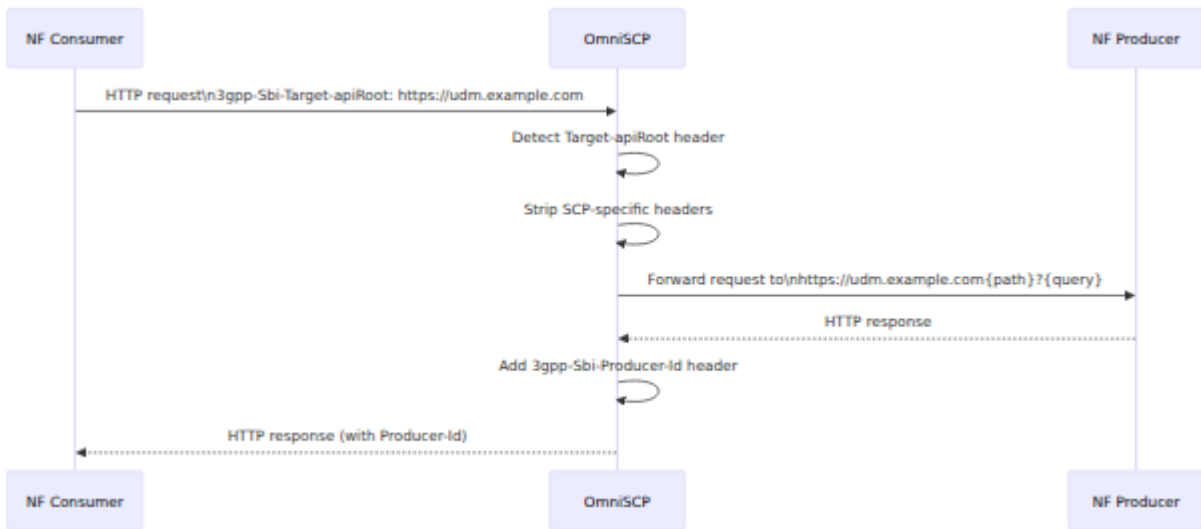 NF Consumer
OmniSCP
NF Producer
HTTP request\n3gpp-Sbi-Target-apiRoot: https://udm.example.com
Detect Target-apiRoot header
Strip SCP-specific headers
Forward request to\nhttps://udm.example.com{path}?{query}
HTTP response
Add 3gpp-Sbi-Producer-Id header
HTTP response (with Producer-Id)
NF Consumer
OmniSCP
NF Producer